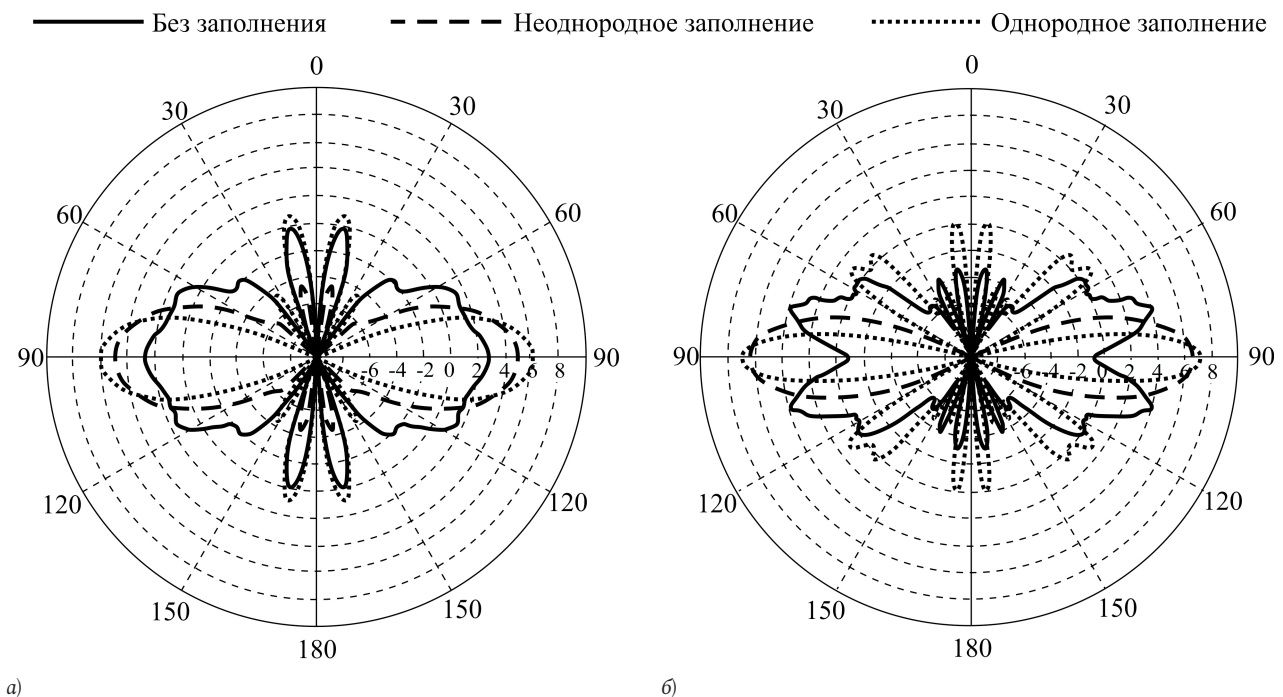 Без заполнения Неоднородное заполнение Однородное заполнение
0 0
30 30 30 30
60 60 60 60
90 -6 -4 -2 0 2 4 6 8 90 90 -6 -4 -2 0 2 4 6 8 90
120 120 120 120
150 150 150 150
180 180
а) б)